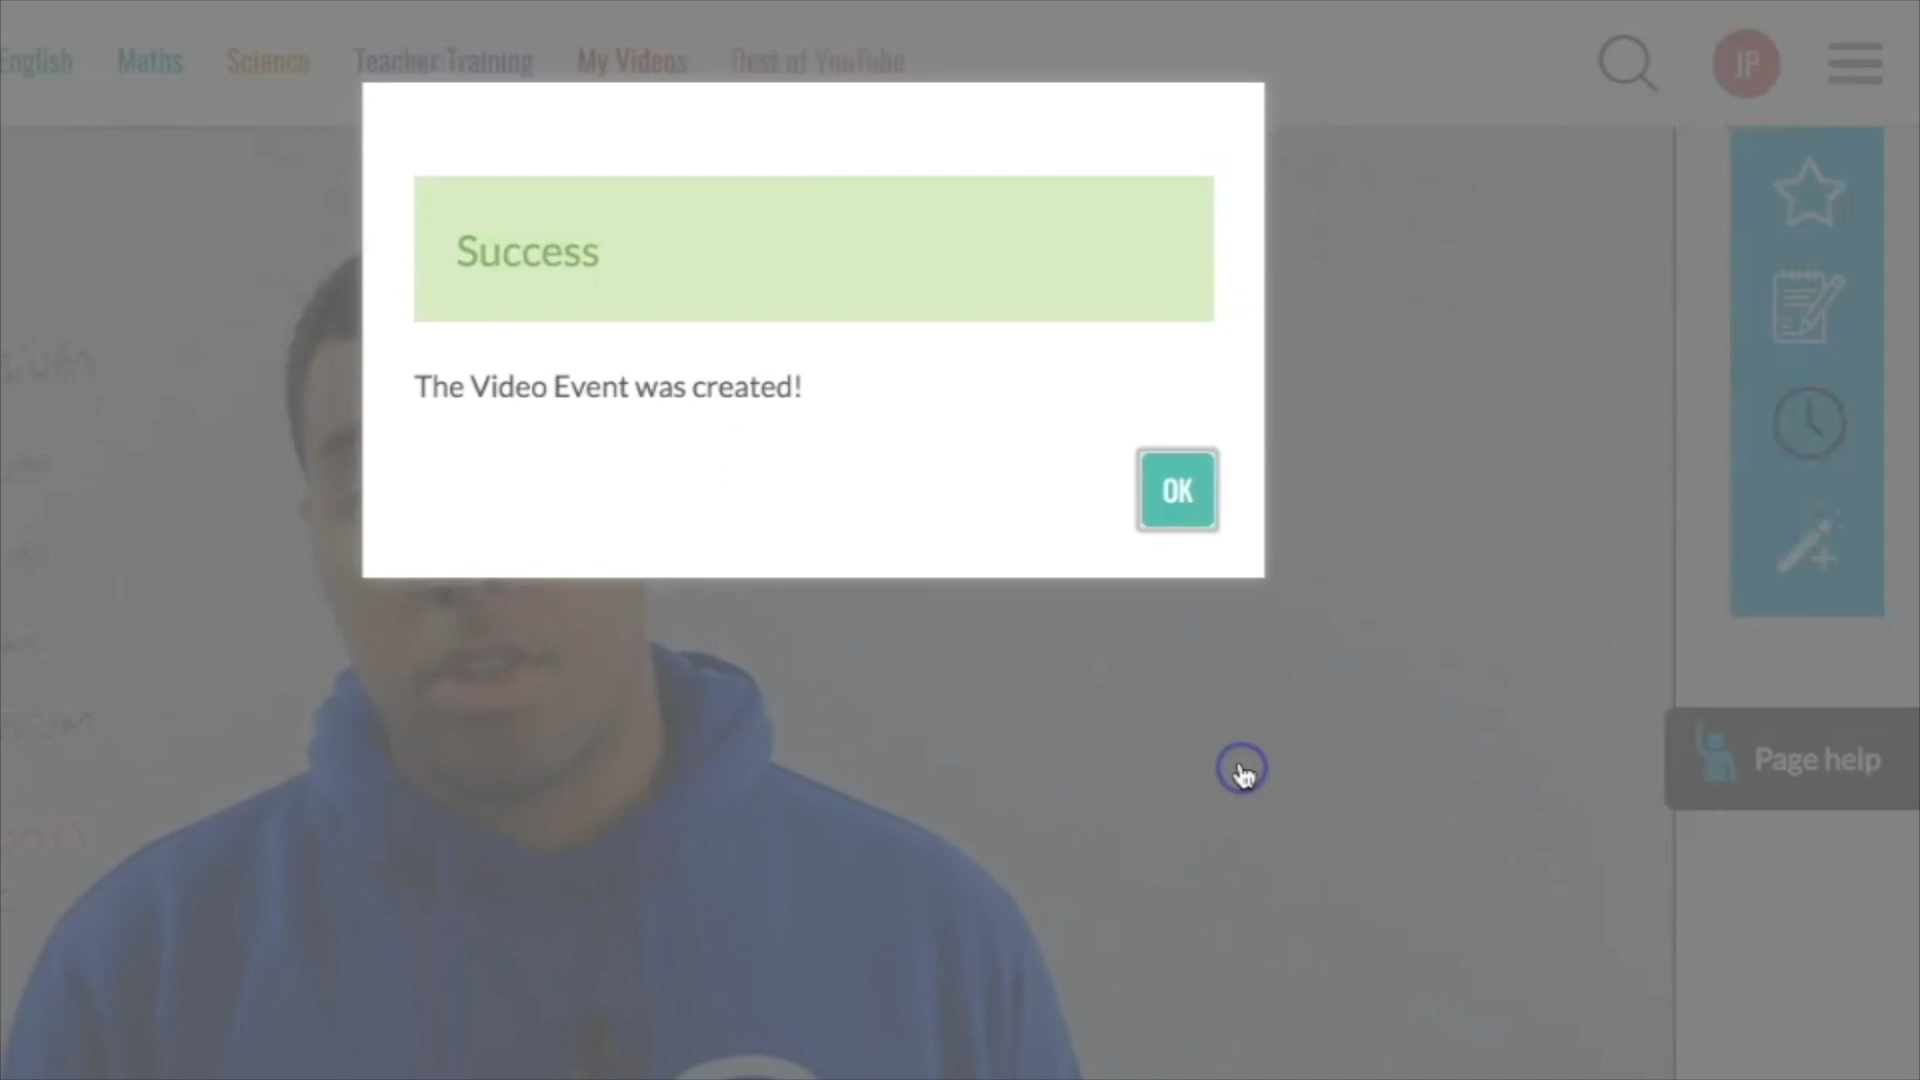 English Maths Science Teacher Training My Videos Best of YouTube
JP
Success
The Video Event was created!
OK
Page help